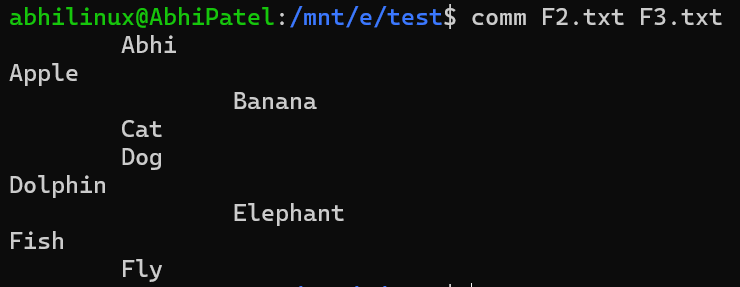 abhilinux@AbhiPatel:/mnt/e/test$ comm F2.txt F3.txt
        Abhi
Apple
                Banana
        Cat
        Dog
Dolphin
                Elephant
Fish
        Fly